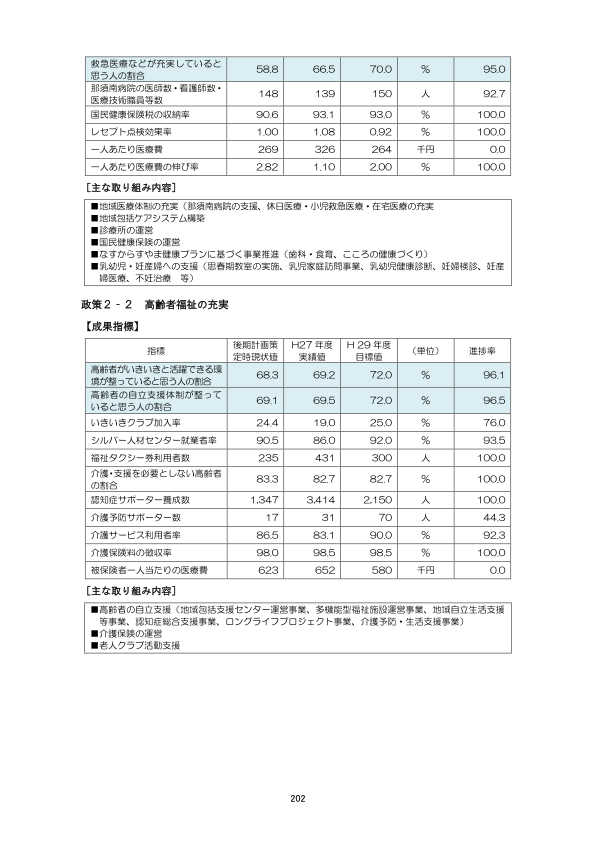 救急医療などが充実していると
思う人の割合 58.8 66.5 70.0 % 95.0
那須南病院の医師数・看護師数・
医療技術職員等数 148 139 150 人 92.7
国民健康保険税の収納率 90.6 93.1 93.0 % 100.0
レセプト点検効果率 1.00 1.08 0.92 % 100.0
一人あたり医療費 269 326 264 千円 0.0
一人あたり医療費の伸び率 2.82 1.10 2.00 % 100.0
[主な取り組み内容]
■地域医療体制の充実（那須南病院の支援、休日医療・小児救急医療・在宅医療の充実
■地域包括ケアシステム構築
■診療所の運営
■国民健康保険の運営
■なすからすやま健康プランに基づく事業推進（歯科・食育、こころの健康づくり）
■乳幼児・妊産婦への支援（思春期教室の実施、乳児家庭訪問事業、乳幼児健康診断、妊婦検診、妊産
婦医療、不妊治療 等）
政策２‐２ 高齢者福祉の充実
【成果指標】
指標 後期計画策定時現状値 H27 年度実績値 H 29 年度目標値 （単位） 進捗率
高齢者がいきいきと活躍できる環
境が整っていると思う人の割合 68.3 69.2 72.0 % 96.1
高齢者の自立支援体制が整って
いると思う人の割合 69.1 69.5 72.0 % 96.5
いきいきクラブ加入率 24.4 19.0 25.0 % 76.0
シルバー人材センター就業者率 90.5 86.0 92.0 % 93.5
福祉タクシー券利用者数 235 431 300 人 100.0
介護・支援を必要としない高齢者
の割合 83.3 82.7 82.7 % 100.0
認知症サポーター養成数 1,347 3,414 2,150 人 100.0
介護予防サポーター数 17 31 70 人 44.3
介護サービス利用者率 86.5 83.1 90.0 % 92.3
介護保険料の徴収率 98.0 98.5 98.5 % 100.0
被保険者一人当たりの医療費 623 652 580 千円 0.0
[主な取り組み内容]
■高齢者の自立支援（地域包括支援センター運営事業、多機能型福祉施設運営事業、地域自立生活支援
等事業、認知症総合支援事業、ロングライフプロジェクト事業、介護予防・生活支援事業）
■介護保険の運営
■老人クラブ活動支援
202